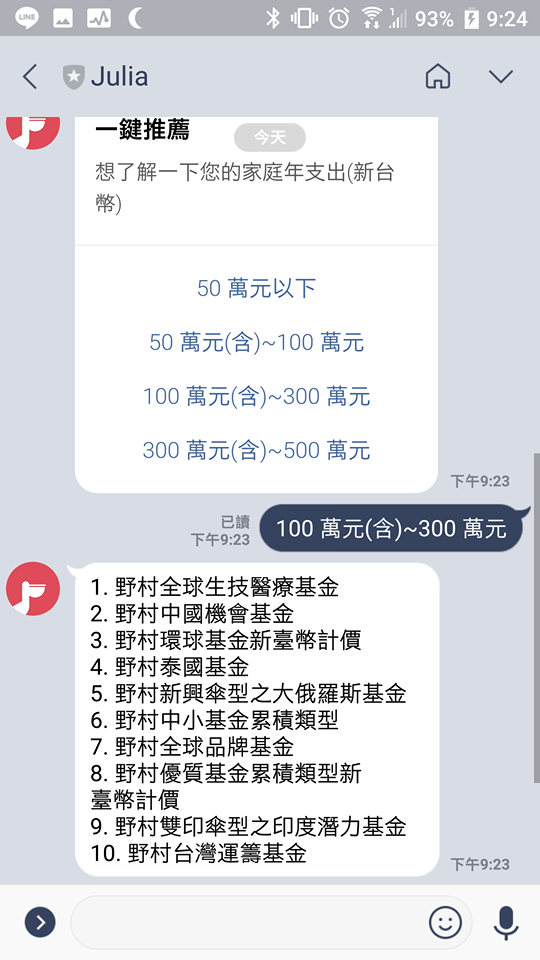 LINE
93%
9:24
Julia
一鍵推薦
今天
想了解一下您的家庭年支出(新台
幣)
50 萬元以下
50 萬元(含)~100 萬元
100 萬元(含)~300 萬元
300 萬元(含)~500 萬元
下午9:23
已讀
下午9:23
100 萬元(含)~300 萬元
1. 野村全球生技醫療基金
2. 野村中國機會基金
3. 野村環球基金新臺幣計價
4. 野村泰國基金
5. 野村新興傘型之大俄羅斯基金
6. 野村中小基金累積類型
7. 野村全球品牌基金
8. 野村優質基金累積類型新
臺幣計價
9. 野村雙印傘型之印度潛力基金
10. 野村台灣運籌基金
下午9:23